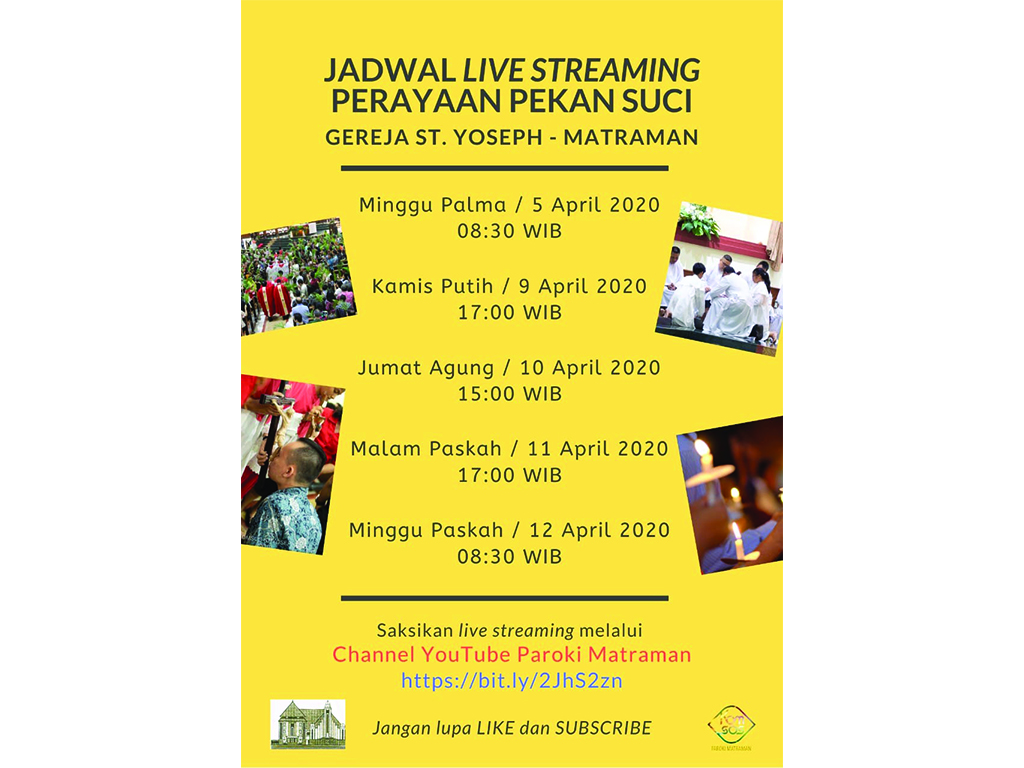 JADWAL LIVE STREAMING
PERAYAAN PEKAN SUCI
GEREJA ST. YOSEPH - MATRAMAN
Minggu Palma / 5 April 2020
08:30 WIB
Kamis Putih / 9 April 2020
17:00 WIB
Jumat Agung / 10 April 2020
15:00 WIB
Malam Paskah / 11 April 2020
17:00 WIB
Minggu Paskah / 12 April 2020
08:30 WIB
Saksikan live streaming melalui
Channel YouTube Paroki Matraman
https://bit.ly/2JhS2zn
Jangan lupa LIKE dan SUBSCRIBE
PAROKI MATRAMAN